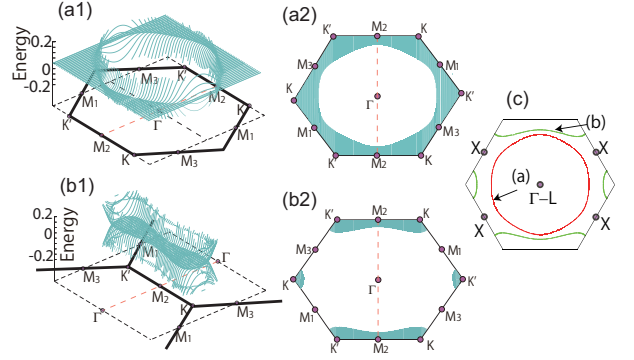 (a1)
Energy
0.2
0
-0.2
M₃
K′
M₂
M₁
K′
Γ
M₂
K
M₃
M₁
K
(a2)
K′
M₂
K
M₃
M₁
K
Γ
K′
M₁
M₃
K′
M₂
K
(c)
(b)
X
X
(a)
Γ–L
X
X
(b1)
Energy
0.2
0
-0.2
M₁
Γ
M₃
K′
M₂
Γ
K
M₃
M₁
(b2)
K′
M₂
K
M₃
M₁
K
Γ
K′
M₁
M₃
K′
M₂
K